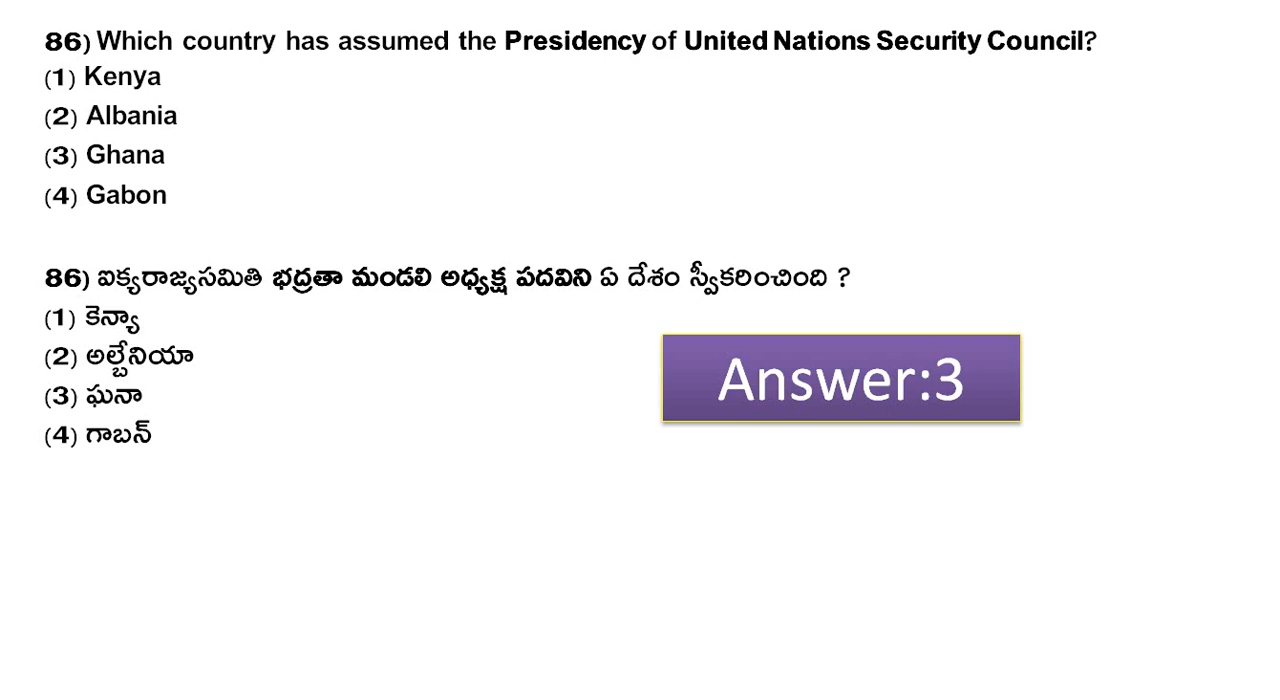 86) Which country has assumed the Presidency of United Nations Security Council?
(1) Kenya
(2) Albania
(3) Ghana
(4) Gabon
86) ఐక్యరాజ్యసమితి భద్రతా మండలి అధ్యక్ష పదవిని ఏ దేశం స్వీకరించింది ?
(1) కెన్యా
(2) అల్బేనియా
(3) ఘనా
(4) గాబన్
Answer:3